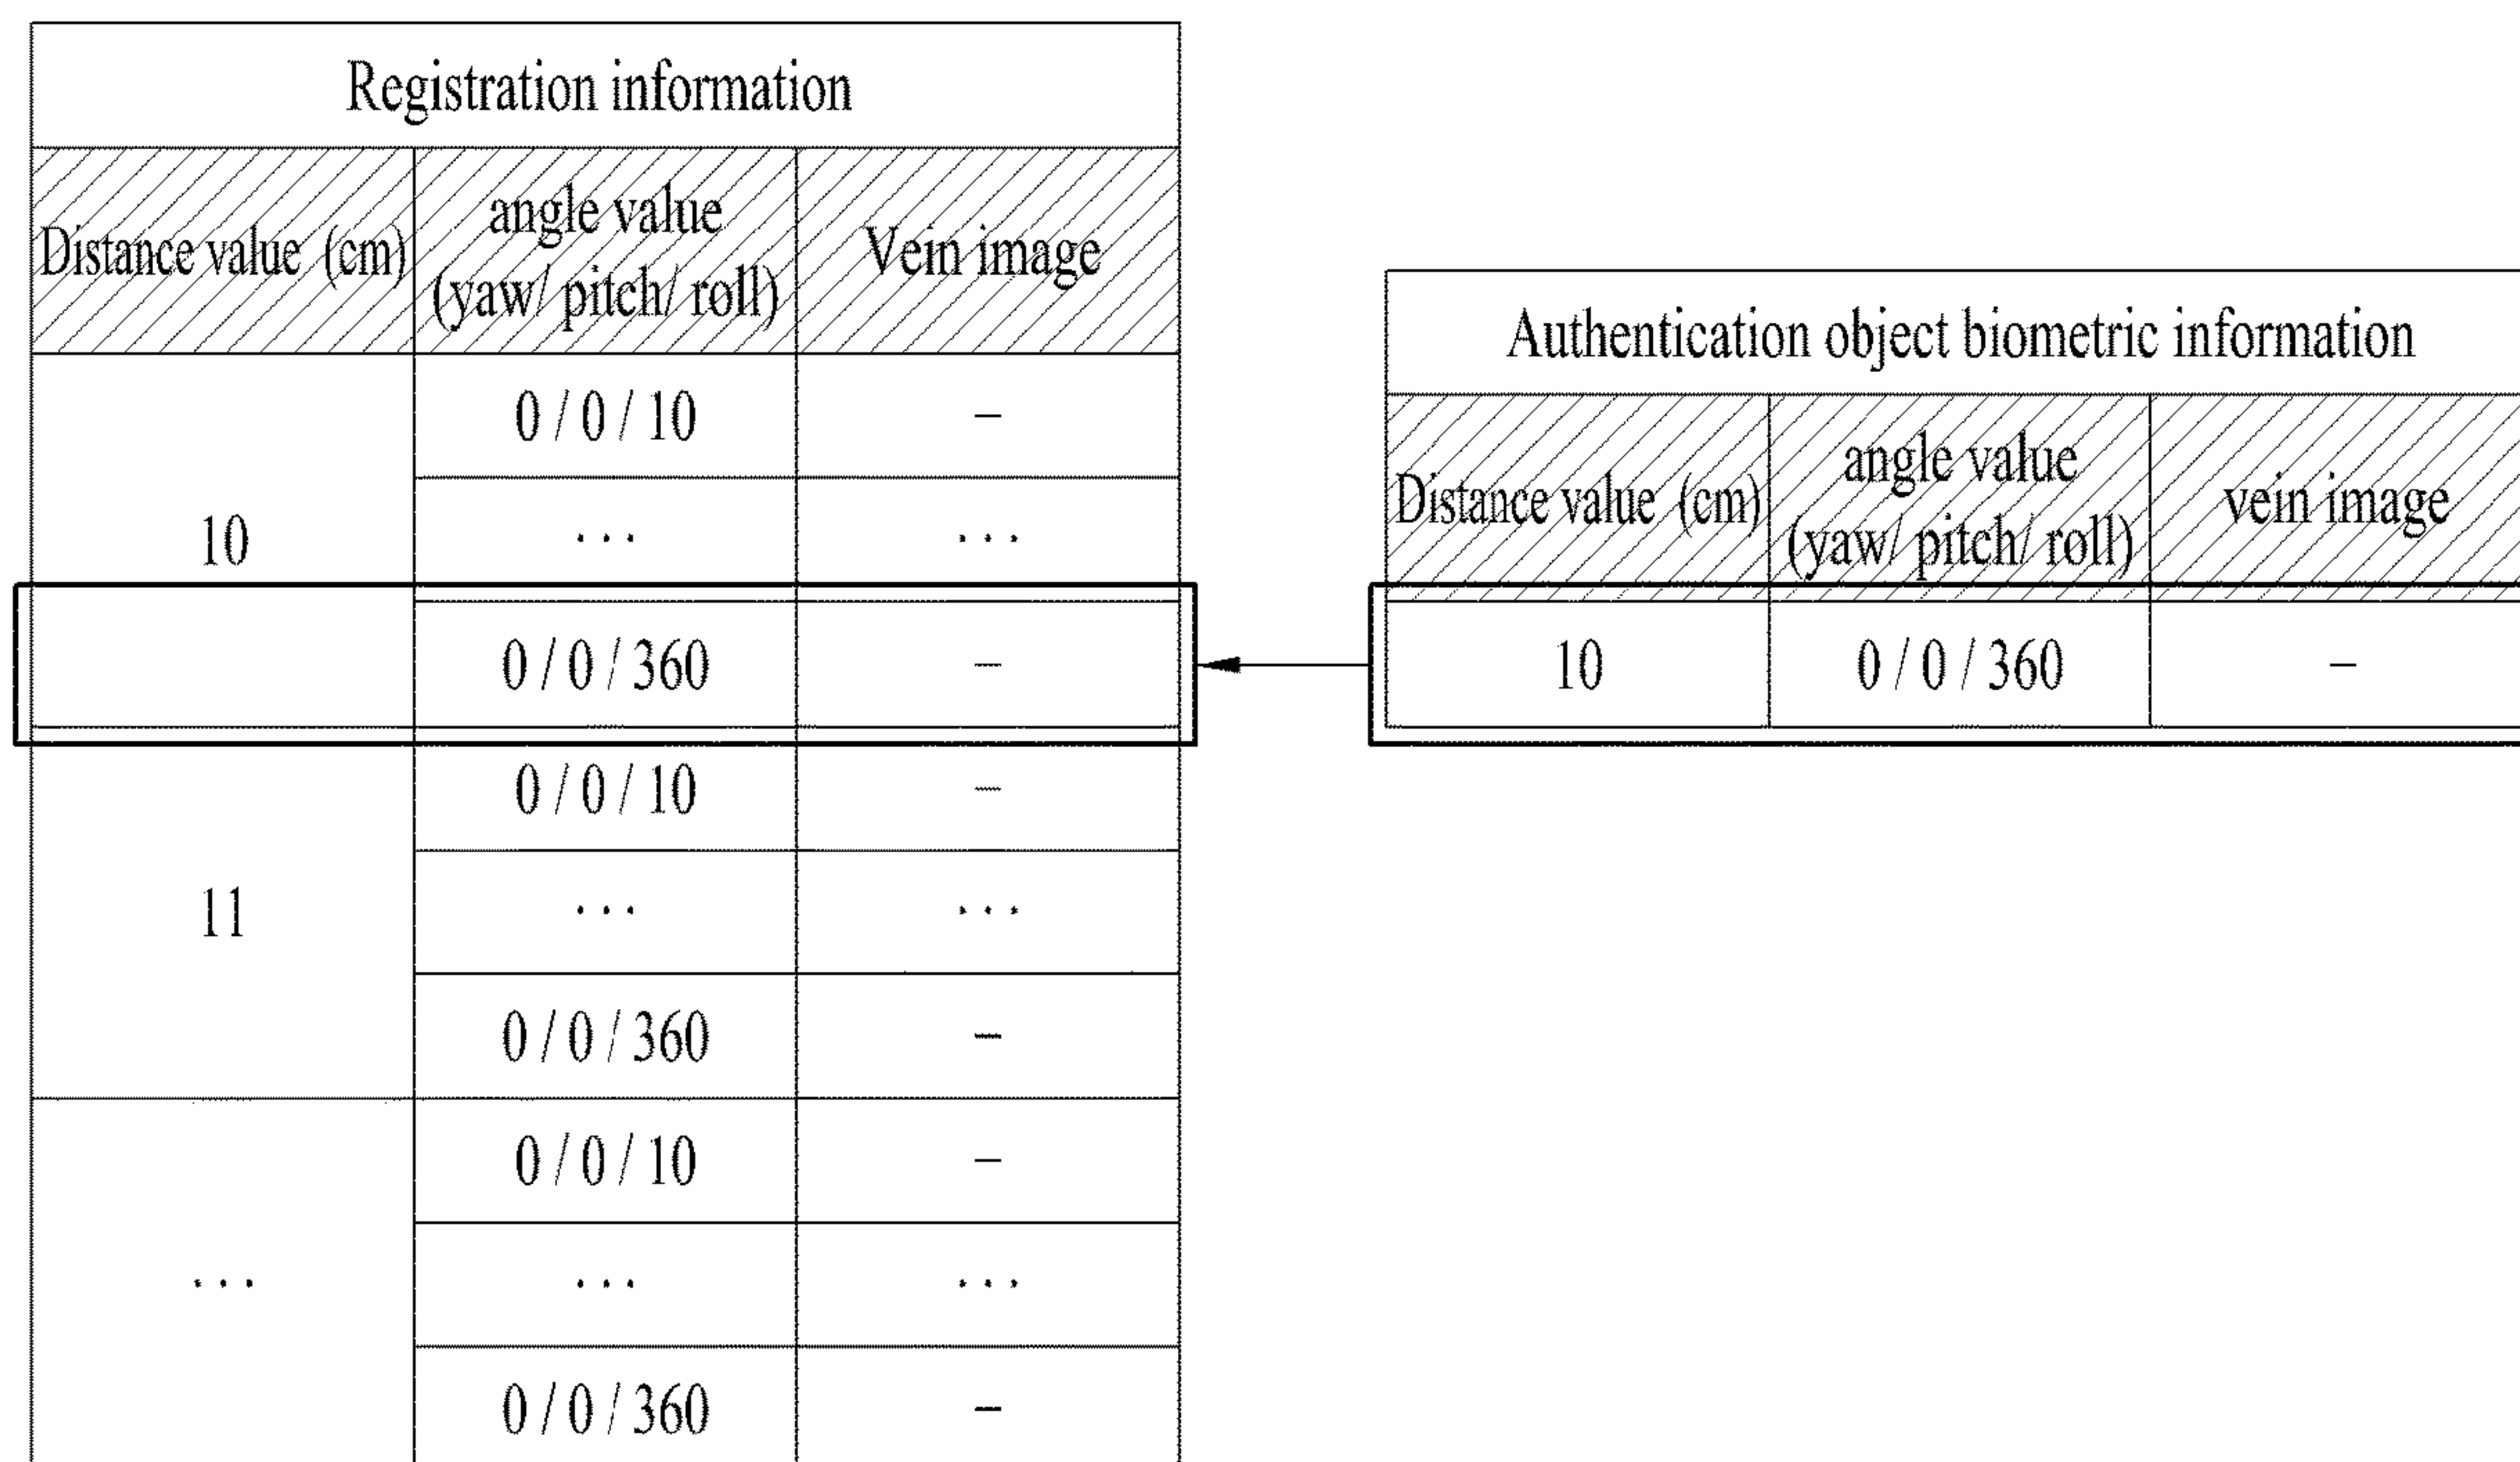 Registration information
Distance value (cm)
angle value
(yaw/ pitch/ roll)
Vein image
10
0 / 0 / 10
–
...
...
0 / 0 / 360
–
11
0 / 0 / 10
–
...
...
0 / 0 / 360
–
...
0 / 0 / 10
–
...
...
0 / 0 / 360
–
Authentication object biometric information
Distance value (cm)
angle value
(yaw/ pitch/ roll)
vein image
10
0 / 0 / 360
–